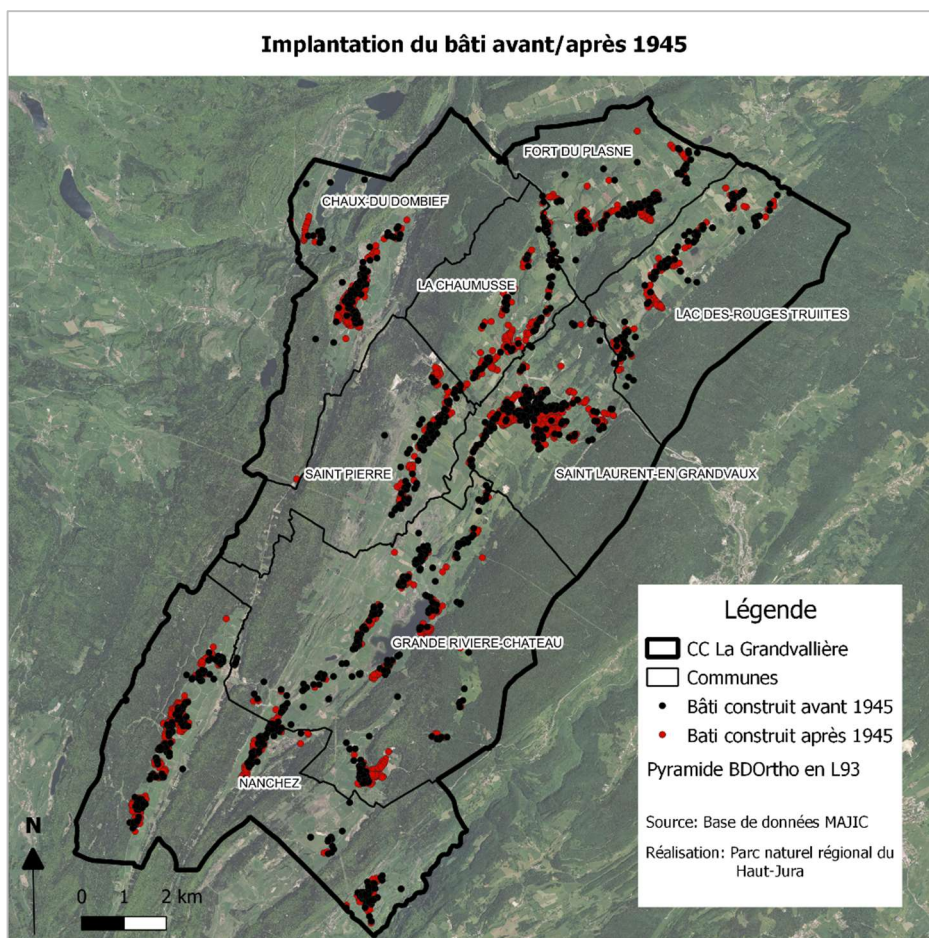 Implantation du bâti avant/après 1945
FORT DU PLASNE
CHAUX-DU DOMBIEF
LA CHAUMUSSE
LAC DES-ROUGES TRUIITES
SAINT PIERRE
SAINT LAURENT-EN GRANDVAUX
GRANDE RIVIERE-CHATEAU
NANCHEZ
Légende
CC La Grandvallière
Communes
Bâti construit avant 1945
Bati construit après 1945
Pyramide BDOrtho en L93
Source: Base de données MAJIC
Réalisation: Parc naturel régional du
Haut-Jura
N
0 1 2 km